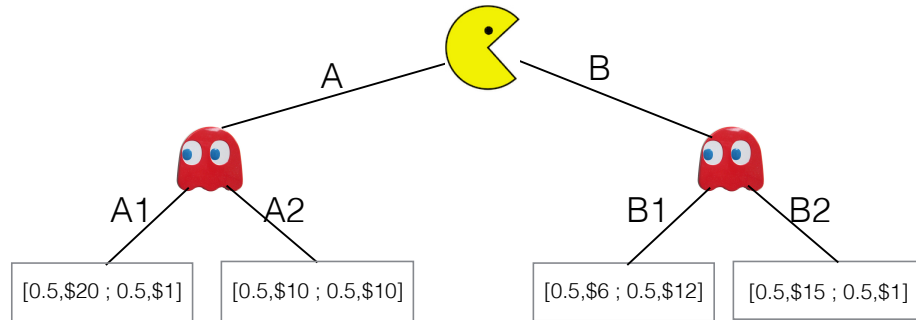 A
B
A1
A2
B1
B2
[0.5,$20 ; 0.5,$1]
[0.5,$10 ; 0.5,$10]
[0.5,$6 ; 0.5,$12]
[0.5,$15 ; 0.5,$1]